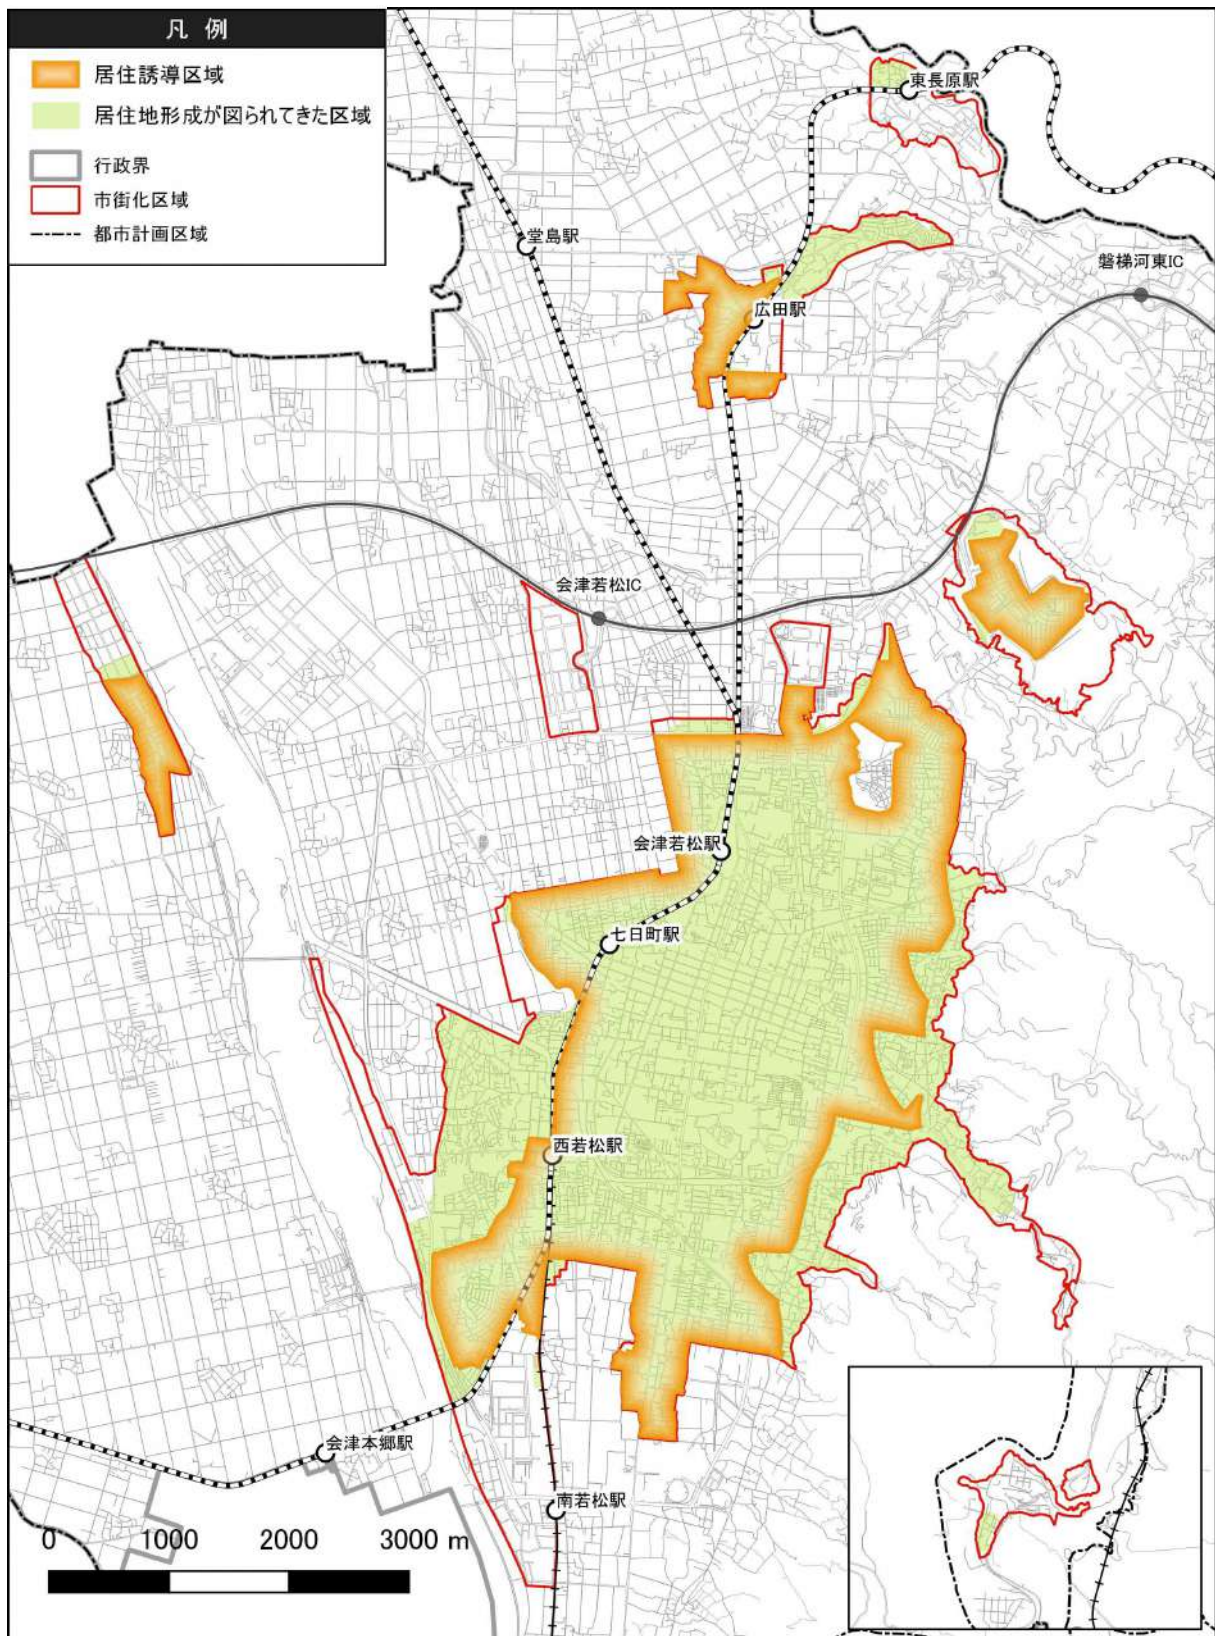 凡 例
居住誘導区域
居住地形成が図られてきた区域
行政界
市街化区域
都市計画区域
東長原駅
堂島駅
磐梯河東IC
広田駅
会津若松IC
会津若松駅
七日町駅
西若松駅
会津本郷駅
南若松駅
0 1000 2000 3000 m